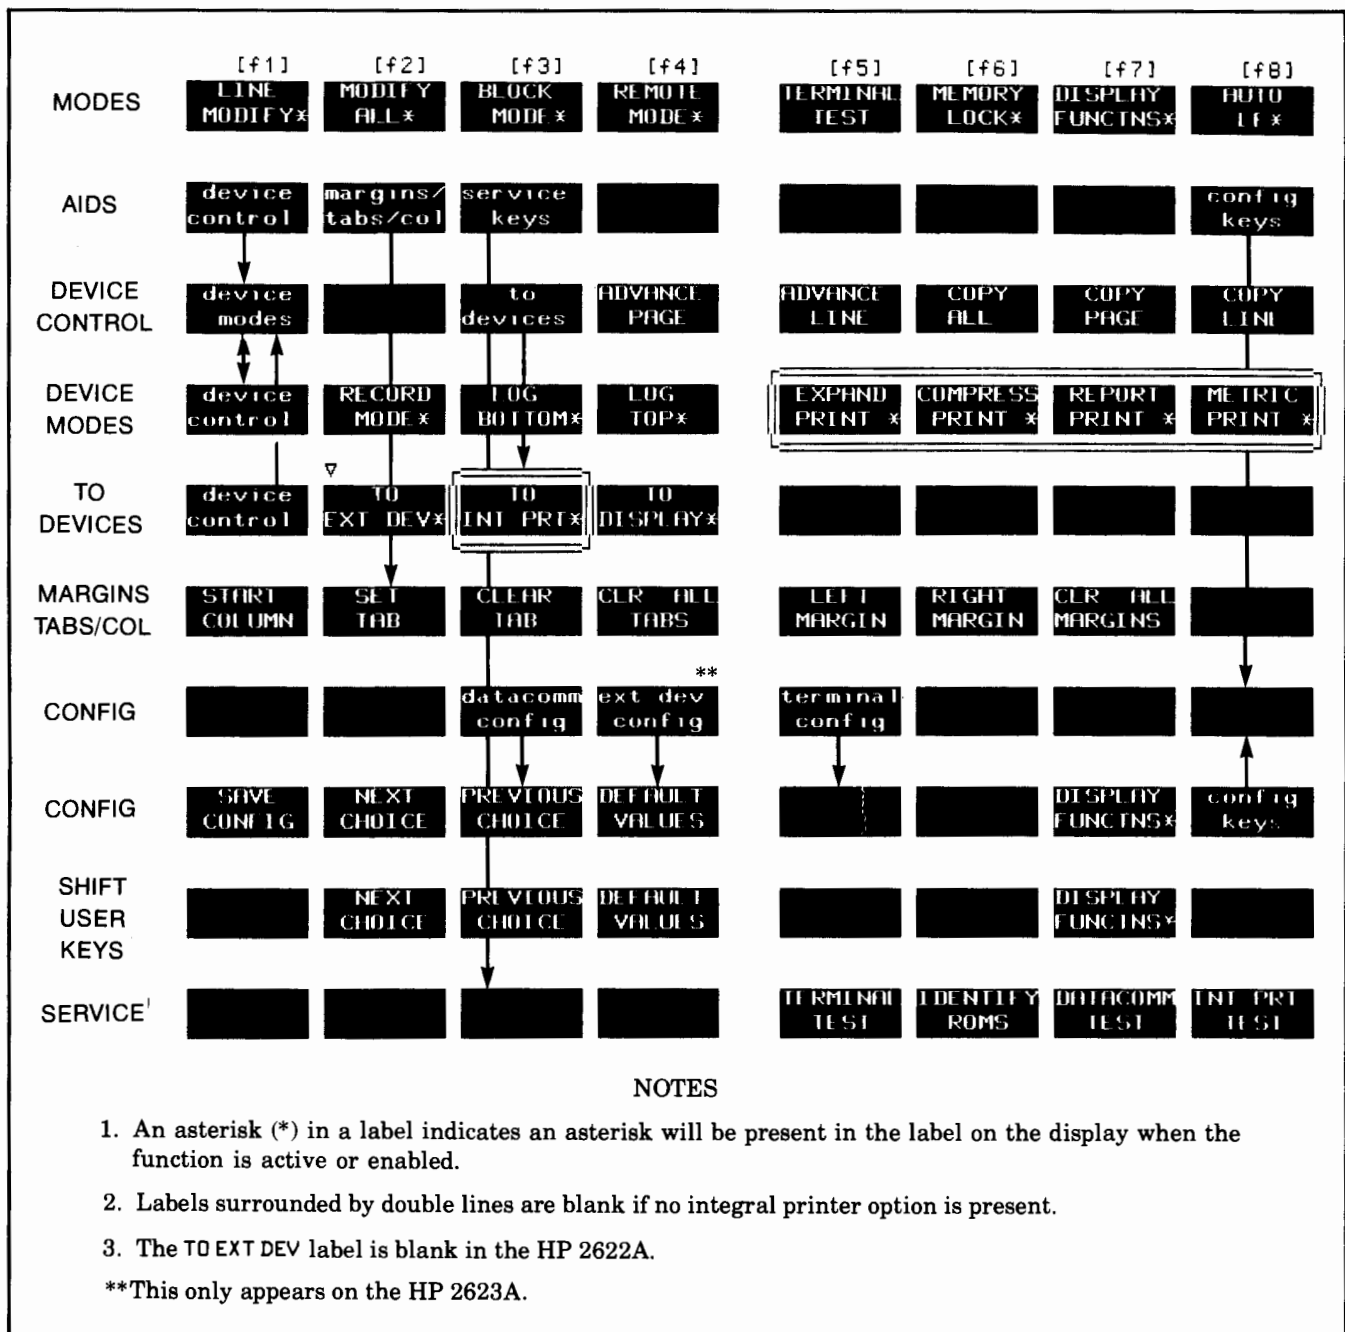 [f1] [f2] [f3] [f4] [f5] [f6] [f7] [f8]
MODES
LINE MODIFY*
MODIFY ALL*
BLOCK MODE*
REMOTE MODE*
TERMINAL TEST
MEMORY LOCK*
DISPLAY FUNCTNS*
AUTO LF*
AIDS
device control
margins/ tabs/col
service keys
config keys
DEVICE CONTROL
device modes
to devices
ADVANCE PAGE
ADVANCE LINE
COPY ALL
COPY PAGE
COPY LINE
DEVICE MODES
device control
RECORD MODE*
LOG BOTTOM*
LOG TOP*
EXPAND PRINT *
COMPRESS PRINT *
REPORT PRINT *
METRIC PRINT *
TO DEVICES
device control
▽
TO EXT DEV*
TO INT PRT*
TO DISPLAY*
MARGINS TABS/COL
START COLUMN
SET TAB
CLEAR TAB
CLR ALL TABS
LEFT MARGIN
RIGHT MARGIN
CLR ALL MARGINS
CONFIG
datacomm config
**
ext dev config
terminal config
CONFIG
SAVE CONFIG
NEXT CHOICE
PREVIOUS CHOICE
DEFAULT VALUES
DISPLAY FUNCTNS*
config keys
SHIFT USER KEYS
NEXT CHOICE
PREVIOUS CHOICE
DEFAULT VALUES
DISPLAY FUNCTNS*
SERVICE
TERMINAL TEST
IDENTIFY ROMS
DATACOMM TEST
INT PRT TEST
NOTES
1. An asterisk (*) in a label indicates an asterisk will be present in the label on the display when the
function is active or enabled.
2. Labels surrounded by double lines are blank if no integral printer option is present.
3. The TO EXT DEV label is blank in the HP 2622A.
**This only appears on the HP 2623A.